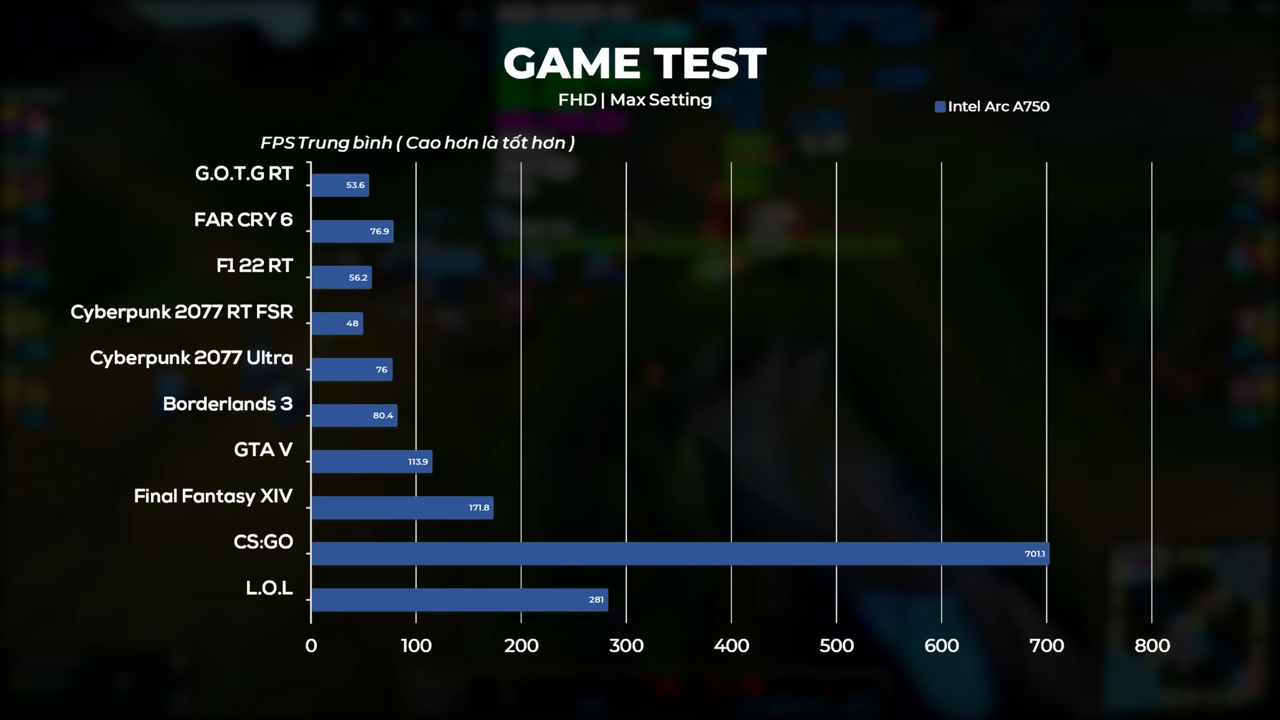 GAME TEST
FHD | Max Setting
Intel Arc A750
FPS Trung bình ( Cao hơn là tốt hơn )
G.O.T.G RT
53.6
FAR CRY 6
76.9
F1 22 RT
56.2
Cyberpunk 2077 RT FSR
48
Cyberpunk 2077 Ultra
76
Borderlands 3
80.4
GTA V
113.9
Final Fantasy XIV
171.8
CS:GO
701.1
L.O.L
281
0 100 200 300 400 500 600 700 800